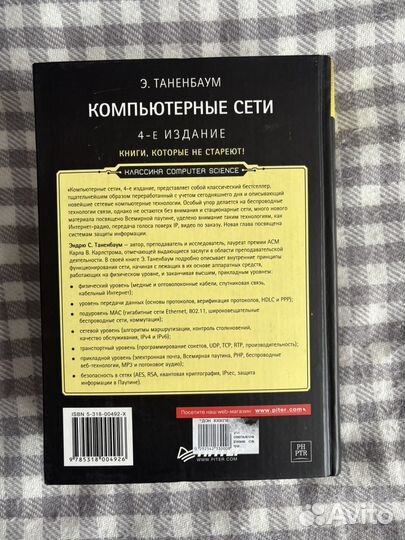 Э. ТАНЕНБАУМ
КОМПЬЮТЕРНЫЕ СЕТИ
4-Е ИЗДАНИЕ
КНИГИ, КОТОРЫЕ НЕ СТАРЕЮТ!
КЛАССИКА COMPUTER SCIENCE
«Компьютерные сети, 4-е издание, представляет собой классический бестселлер,
тщательнейшим образом переработанный с учетом сегодняшнего дня и описывающий
новейшие сетевые компьютерные технологии. Особый упор делается на беспроводные
технологии связи, однако не остаются без внимания и стационарные сети, много нового
материала посвящено Всемирной паутине, уделено внимание таким технологиям, как
Интернет-радио, передача голоса поверх IP, видео по заказу. Новая глава посвящена
системам защиты информации.
Эндрю С. Таненбаум — автор, преподаватель и исследователь, лауреат премии ACM
Карла В. Карлстрома, отмечающей выдающиеся заслуги в области преподавательской
деятельности. В своей книге Э. Таненбаум подробно описывает внутренние принципы
функционирования сети, начиная с лежащих в их основе аппаратных средств,
работающих на физическом уровне, и заканчивая высшим, прикладным уровнем:
• физический уровень (медные и оптоволоконные кабели, спутниковая связь,
кабельный Интернет);
• уровень передачи данных (основы протоколов, верификация протоколов, HDLC и PPP);
• подуровень MAC (гигабитные сети Ethernet, 802.11, широковещательные
беспроводные сети, коммутация);
• сетевой уровень (алгоритмы маршрутизации, контроль столкновений,
качество обслуживания, IPv4 и IPv6);
• транспортный уровень (программирование сокетов, UDP, TCP, RTP, производительность);
• прикладной уровень (электронная почта, Всемирная паутина, PHP, беспроводные
веб-технологии, MP3 и потоковое аудио);
• безопасность в сетях (AES, RSA, квантовая криптография, IPsec, защита
информации в Паутине).
Посетите наш web-магазин www.piter.com
ISBN 5-318-00492-X
9 785318 004926
WWW.PITER.COM
PH
PTR
Avito